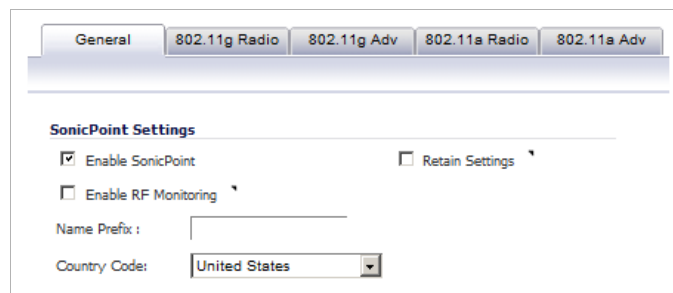 General 802.11g Radio 802.11g Adv 802.11a Radio 802.11a Adv
SonicPoint Settings
Enable SonicPoint Retain Settings
Enable RF Monitoring
Name Prefix :
Country Code: United States